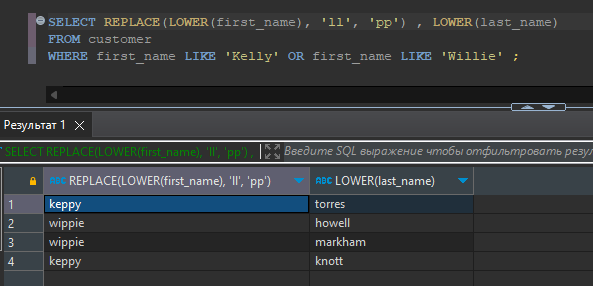 SELECT REPLACE(LOWER(first_name), 'll', 'pp') , LOWER(last_name)
FROM customer
WHERE first_name LIKE 'Kelly' OR first_name LIKE 'Willie' ;
Результат 1
SELECT REPLACE(LOWER(first_name), 'll', 'pp') , Введите SQL выражение чтобы отфильтровать резул
ABC REPLACE(LOWER(first_name), 'll', 'pp') ABC LOWER(last_name)
1 keppy torres
2 wippie howell
3 wippie markham
4 keppy knott